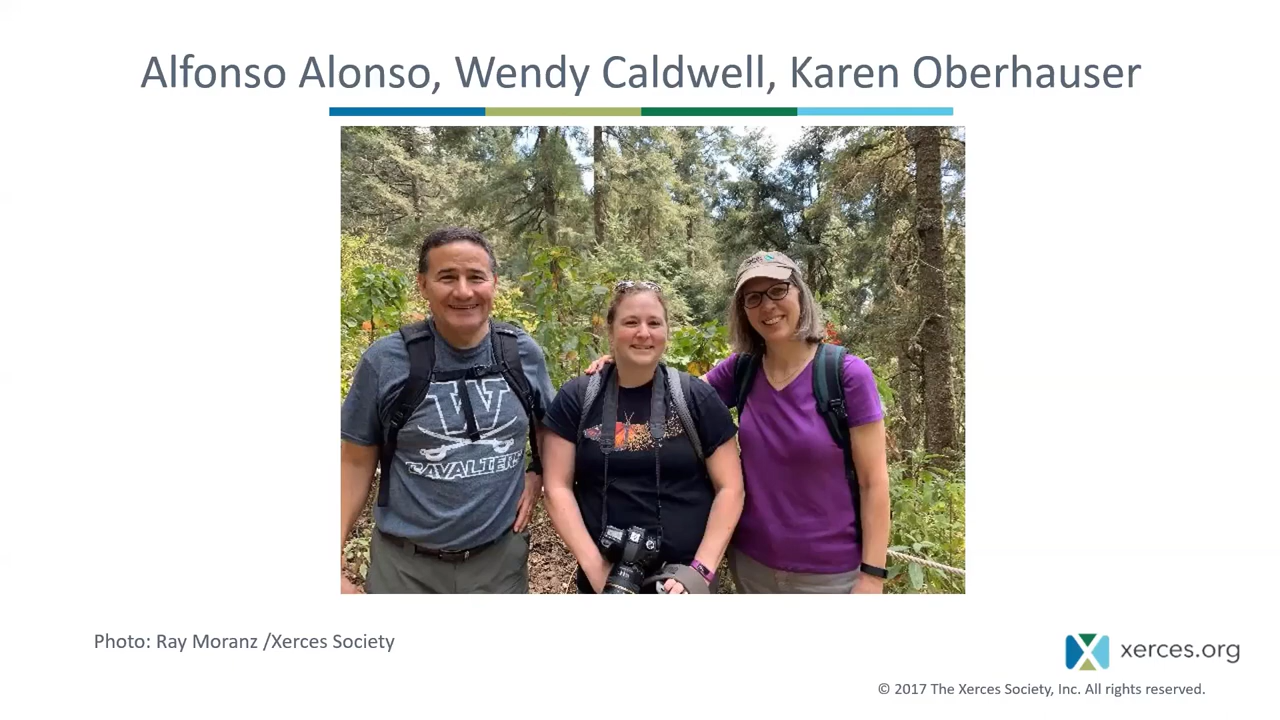 Alfonso Alonso, Wendy Caldwell, Karen Oberhauser
V
CAVALIERS
Photo: Ray Moranz /Xerces Society
xerces.org
© 2017 The Xerces Society, Inc. All rights reserved.